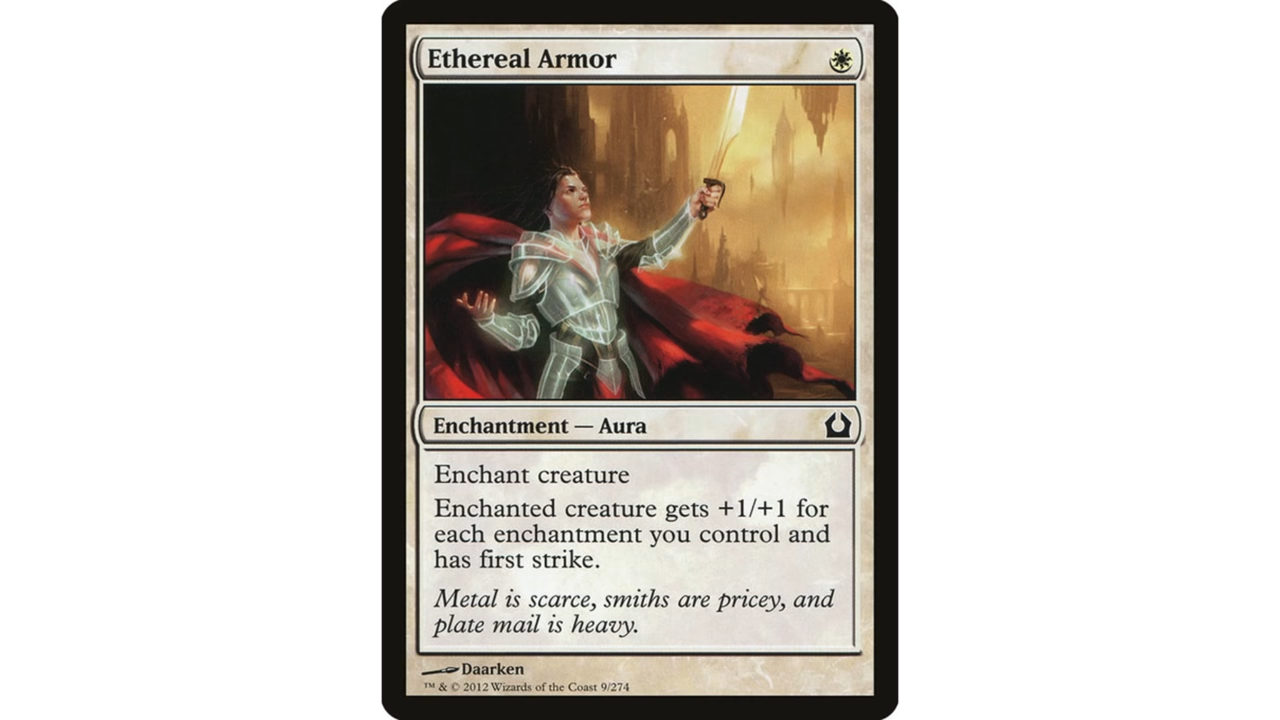 Ethereal Armor
Enchantment — Aura
Enchant creature
Enchanted creature gets +1/+1 for
each enchantment you control and
has first strike.
Metal is scarce, smiths are pricey, and
plate mail is heavy.
Daarken
™ & © 2012 Wizards of the Coast 9/274